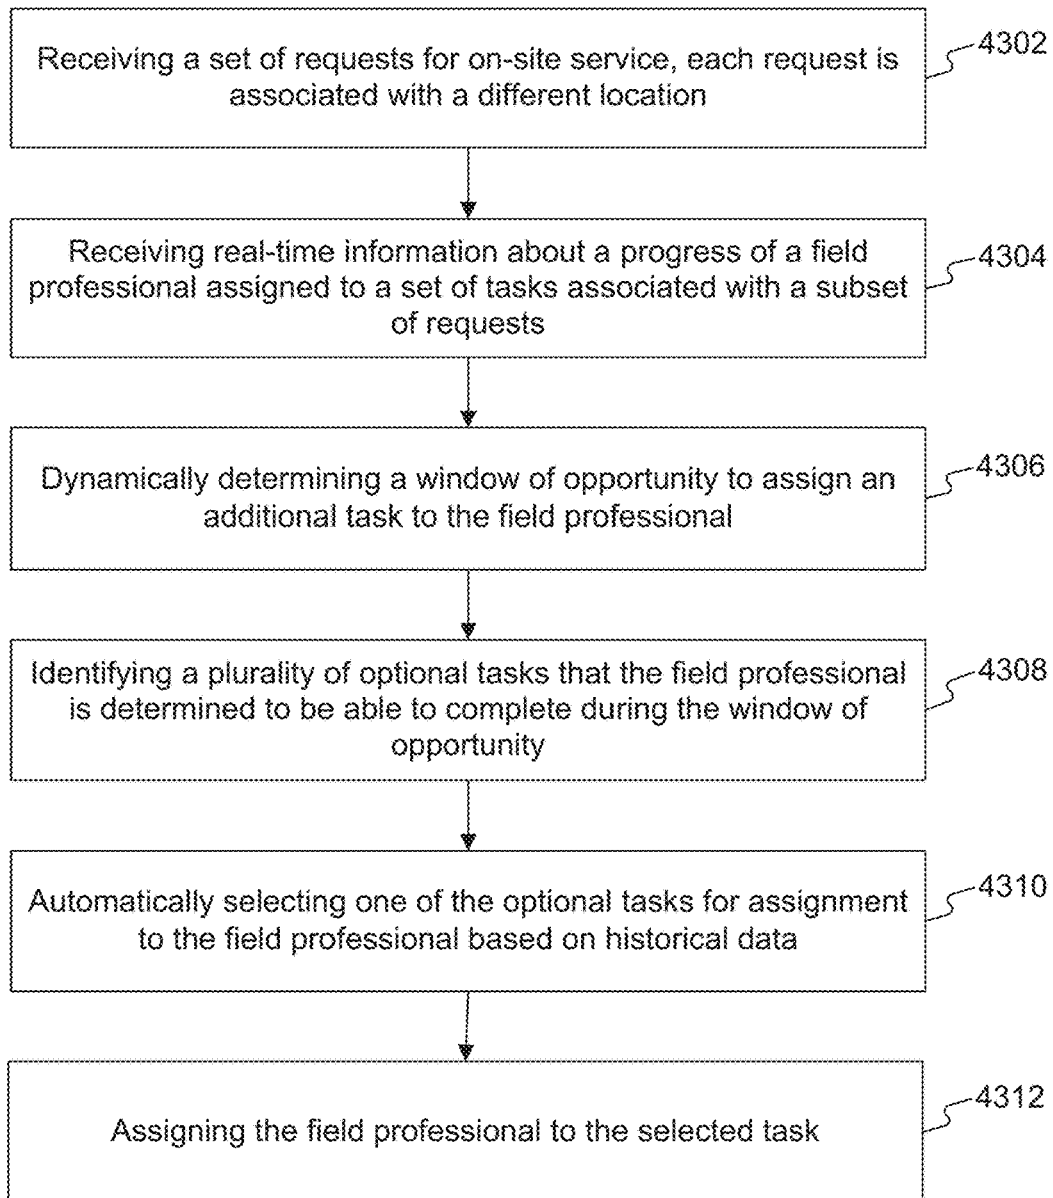 Receiving a set of requests for on-site service, each request is
associated with a different location
4302
Receiving real-time information about a progress of a field
professional assigned to a set of tasks associated with a subset
of requests
4304
Dynamically determining a window of opportunity to assign an
additional task to the field professional
4306
Identifying a plurality of optional tasks that the field professional
is determined to be able to complete during the window of
opportunity
4308
Automatically selecting one of the optional tasks for assignment
to the field professional based on historical data
4310
Assigning the field professional to the selected task
4312